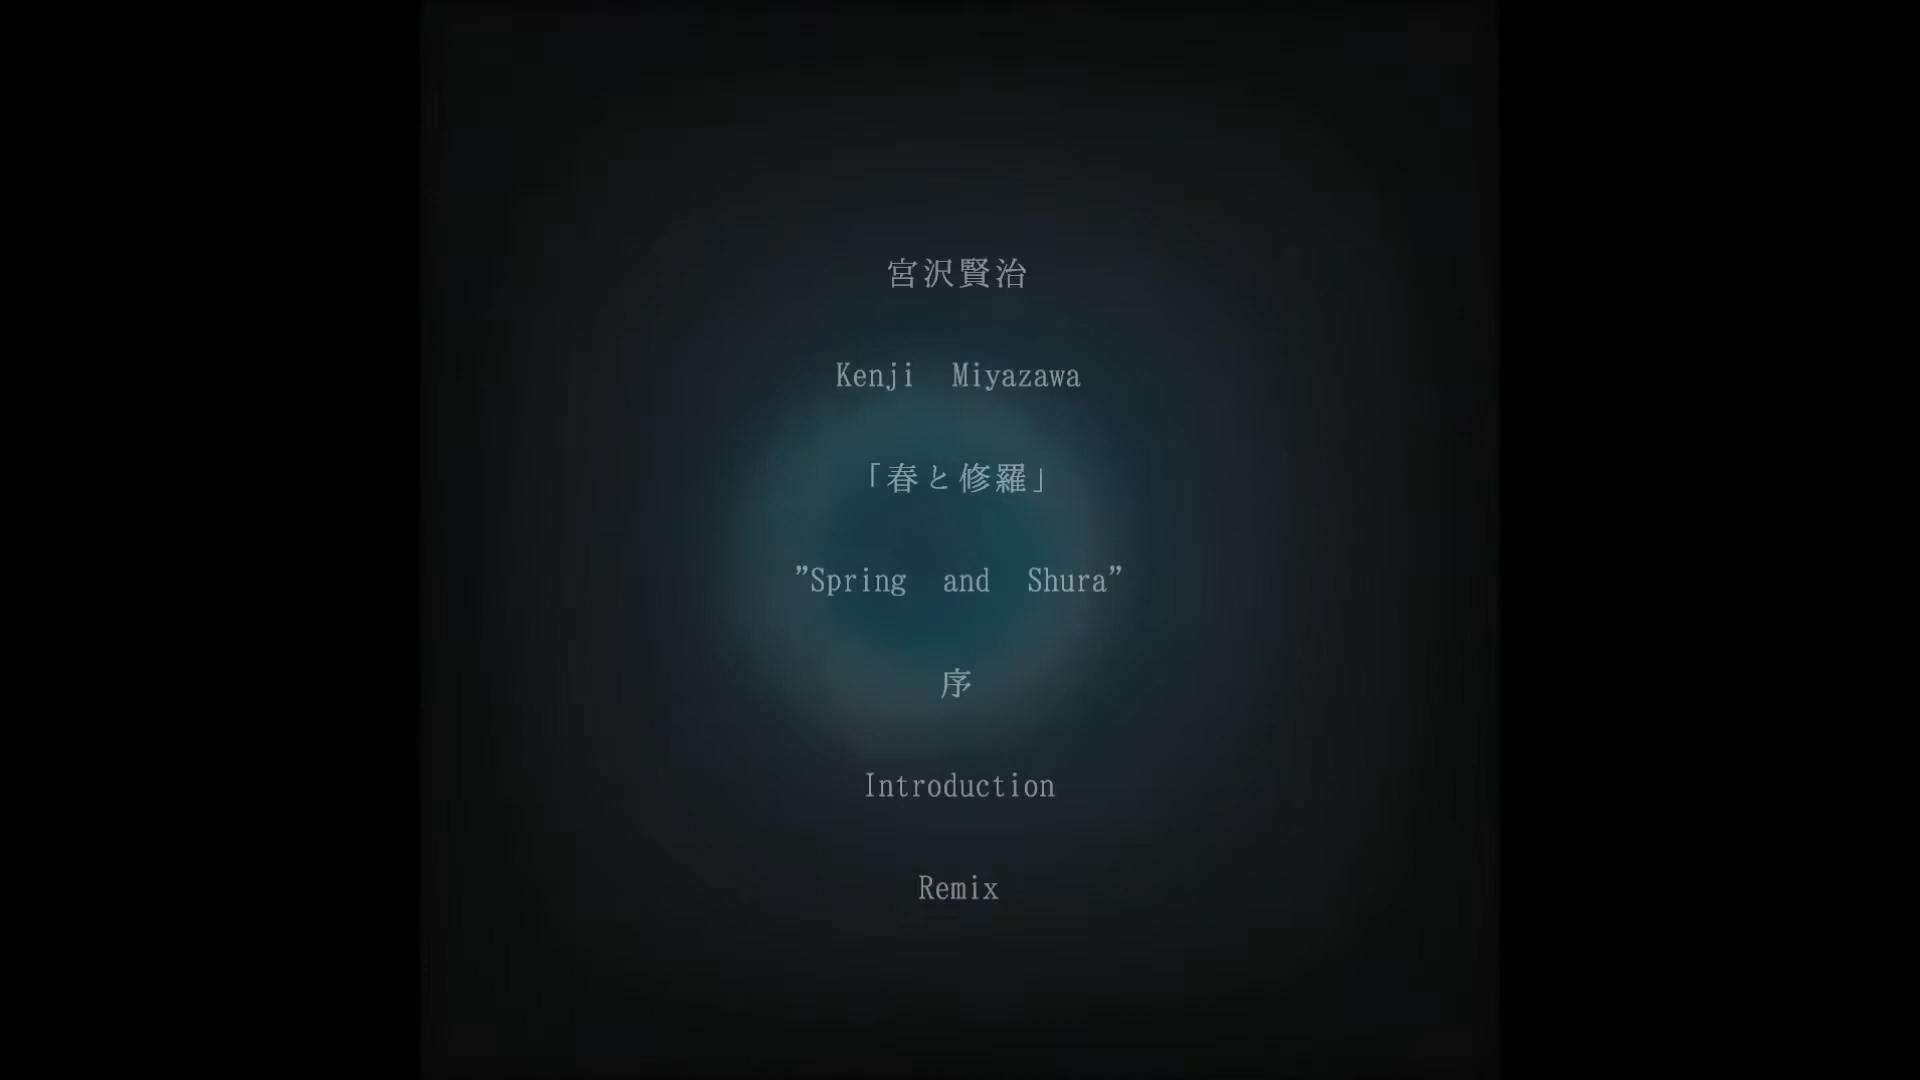 宮沢賢治
Kenji Miyazawa
「春と修羅」
”Spring and Shura”
序
Introduction
Remix